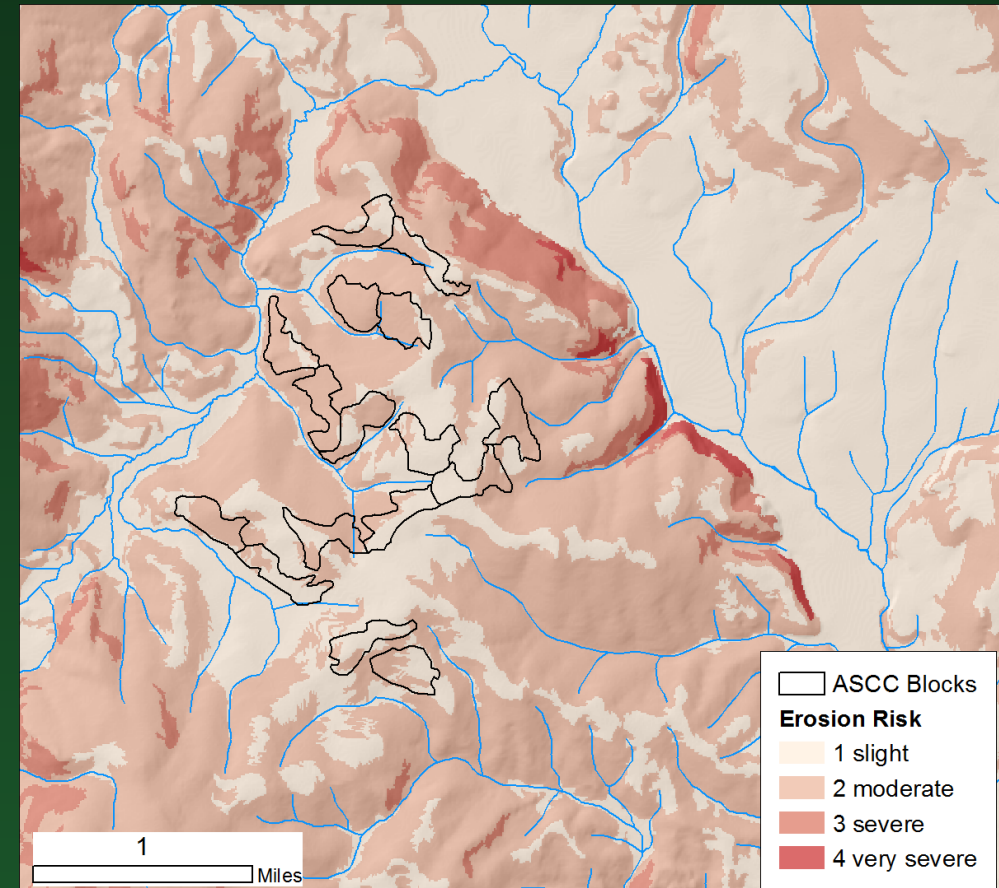 ASCC Blocks
Erosion Risk
1 slight
2 moderate
3 severe
4 very severe
1
Miles